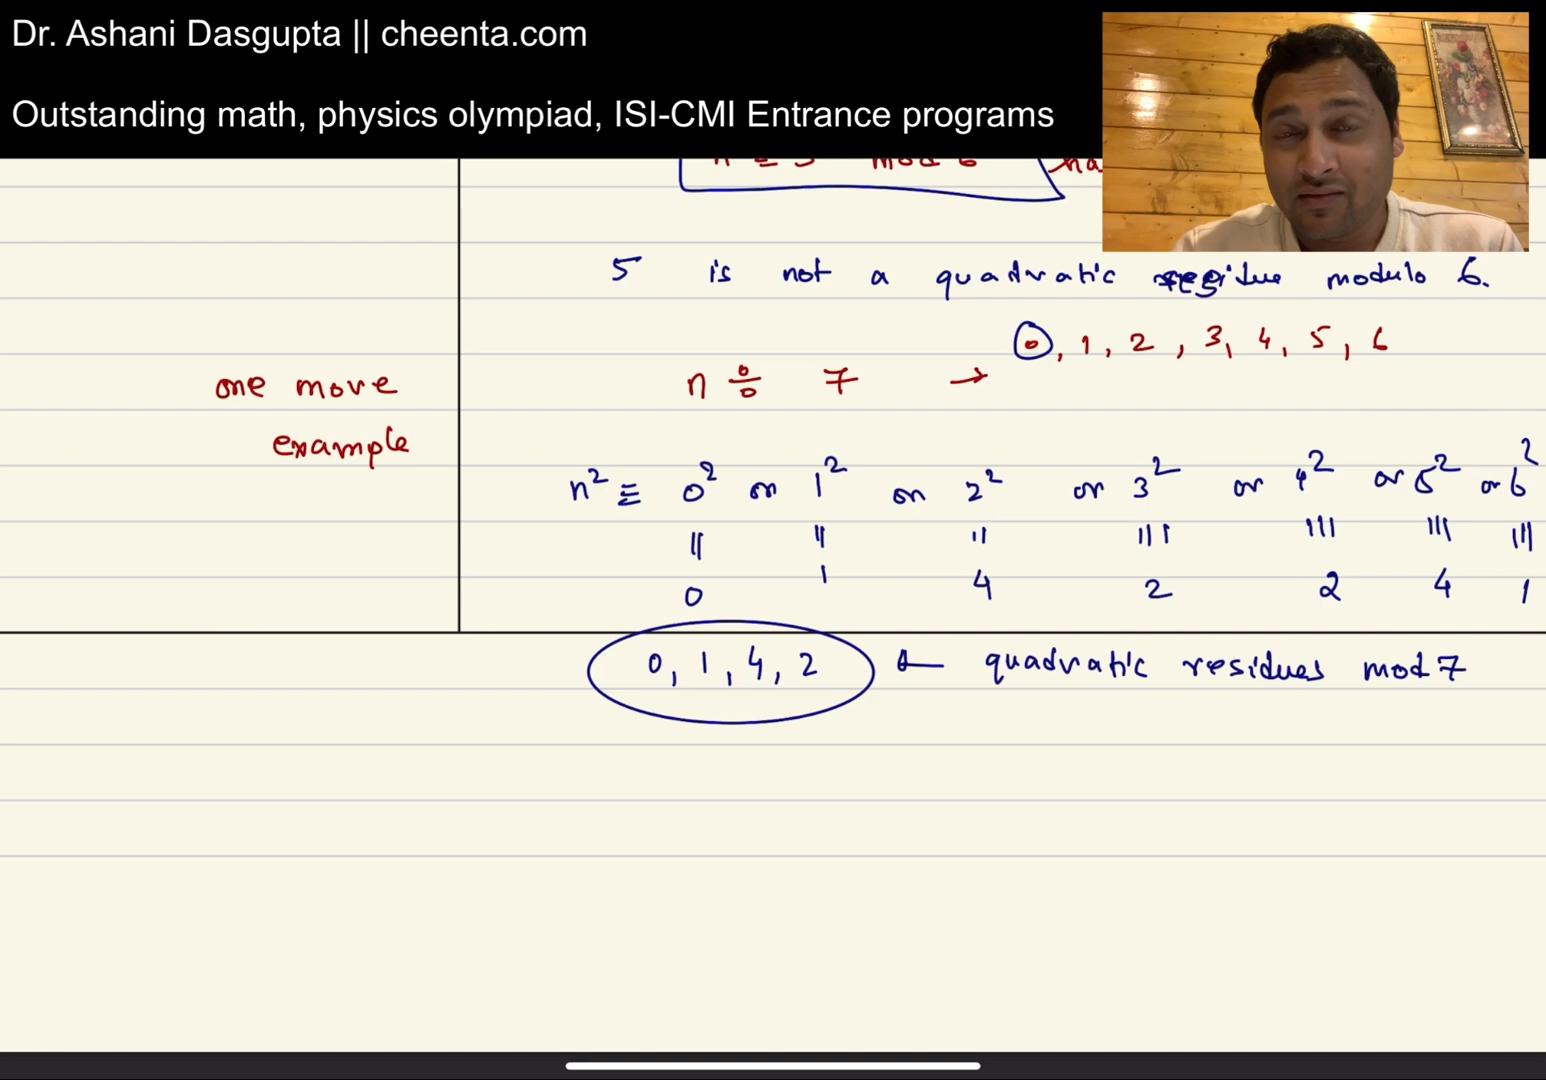 Dr. Ashani Dasgupta || cheenta.com
Outstanding math, physics olympiad, ISI-CMI Entrance programs
5 is not a quadratic residue modulo 6.
0, 1, 2, 3, 4, 5, 6
n ÷ 7 →
one more
example
n² ≡ 0² or 1² or 2² or 3² or 4² or 5² or 6²
|| || || ||| ||| ||| |||
0 1 4 2 2 4 1
0, 1, 4, 2 ← quadratic residues mod 7